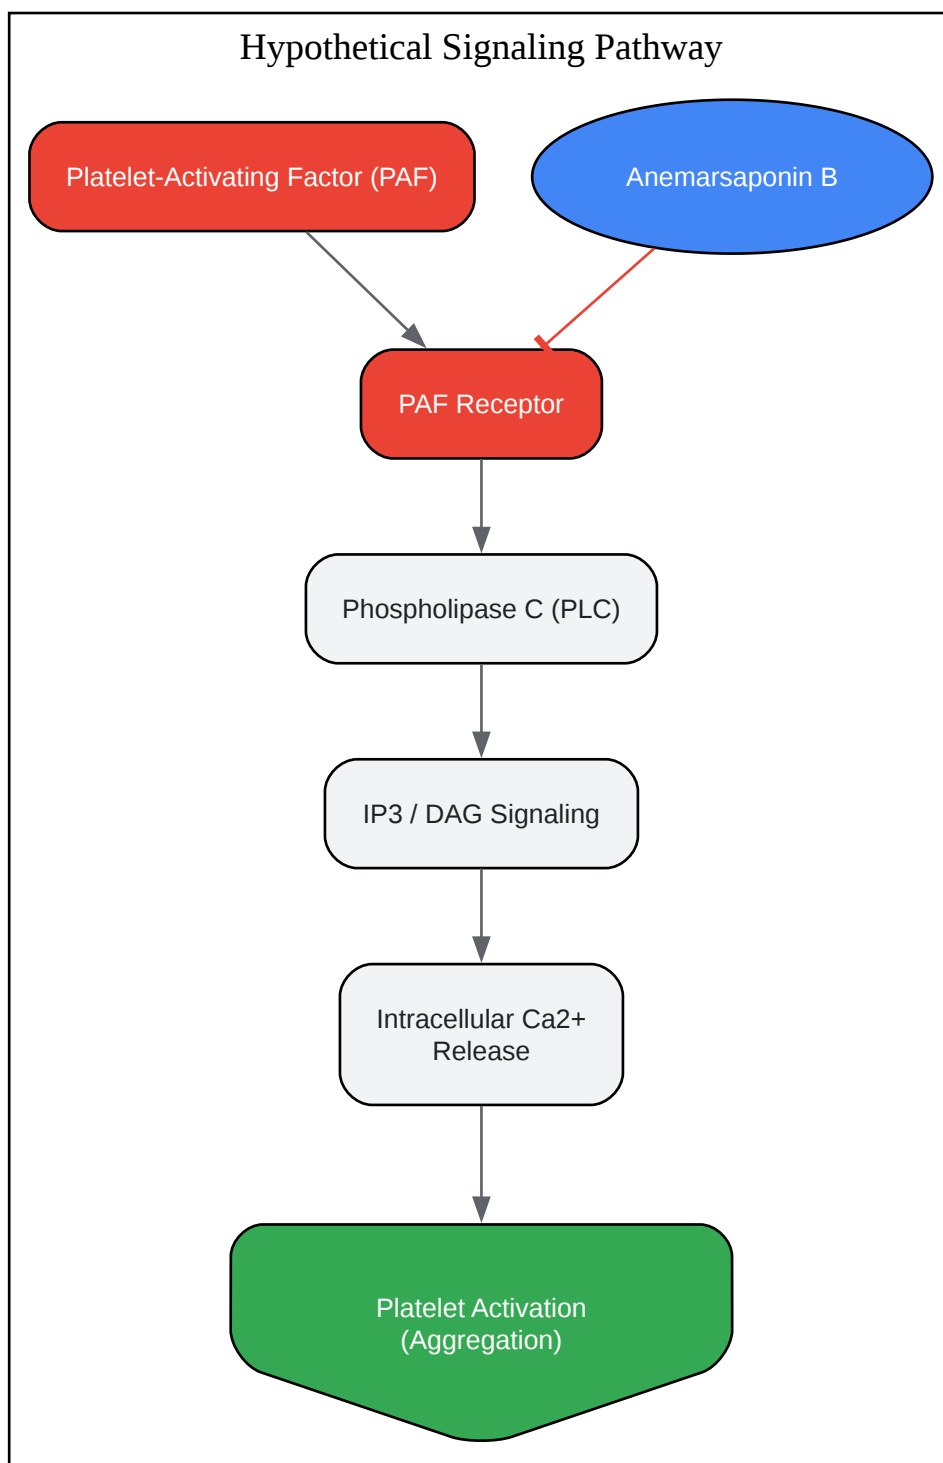 Hypothetical Signaling Pathway
Platelet-Activating Factor (PAF)
Anemarsaponin B
PAF Receptor
Phospholipase C (PLC)
IP3 / DAG Signaling
Intracellular Ca2+
Release
Platelet Activation
(Aggregation)